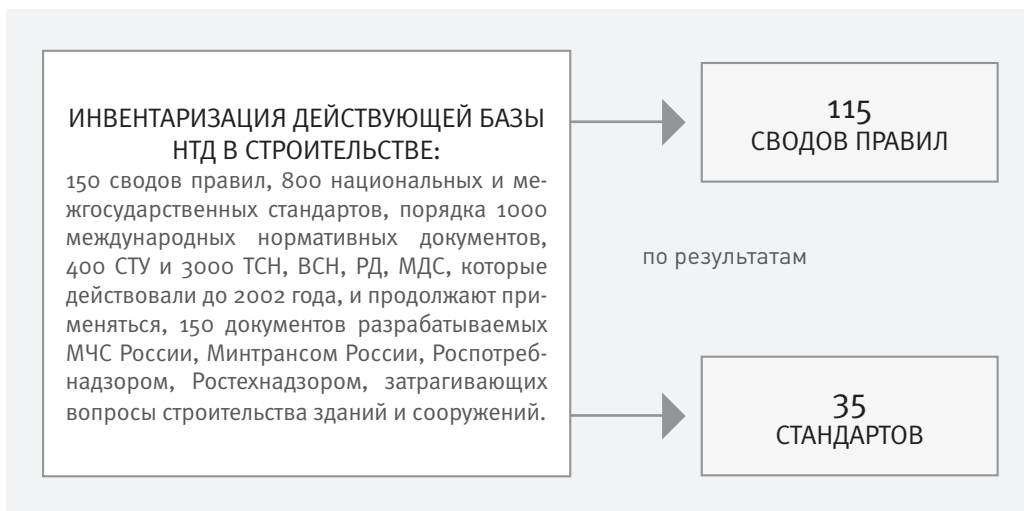 ИНВЕНТАРИЗАЦИЯ ДЕЙСТВУЮЩЕЙ БАЗЫ
НТД В СТРОИТЕЛЬСТВЕ:
150 сводов правил, 800 национальных и ме-
жгосударственных стандартов, порядка 1000
международных нормативных документов,
400 СТУ и 3000 ТСН, ВСН, РД, МДС, которые
действовали до 2002 года, и продолжают при-
меняться, 150 документов разрабатываемых
МЧС России, Минтрансом России, Роспотреб-
надзором, Ростехнадзором, затрагивающих
вопросы строительства зданий и сооружений.
115
СВОДОВ ПРАВИЛ
по результатам
35
СТАНДАРТОВ